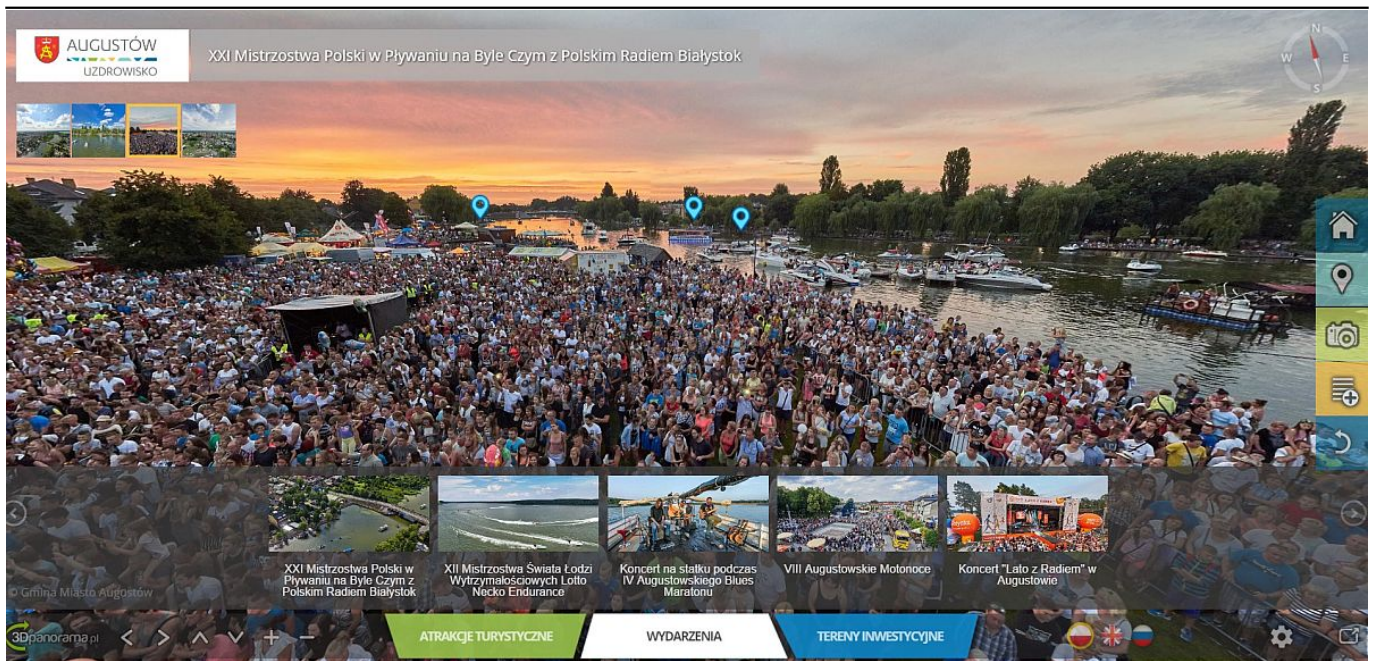 AUGUSTÓW
UZDROWISKO
XXI Mistrzostwa Polski w Pływaniu na Byle Czym z Polskim Radiem Białystok
N
W E
S
XXI Mistrzostwa Polski w
Pływaniu na Byle Czym z
Polskim Radiem Białystok
XII Mistrzostwa Świata Łodzi
Wytrzymałościowych Lotto
Necko Endurance
Koncert na statku podczas
IV Augustowskiego Blues
Maratonu
VIII Augustowskie Motonoce
Koncert "Lato z Radiem" w
Augustowie
© Gmina Miasto Augustów
3Dpanorama.pl
ATRAKCJE TURYSTYCZNE
WYDARZENIA
TERENY INWESTYCYJNE